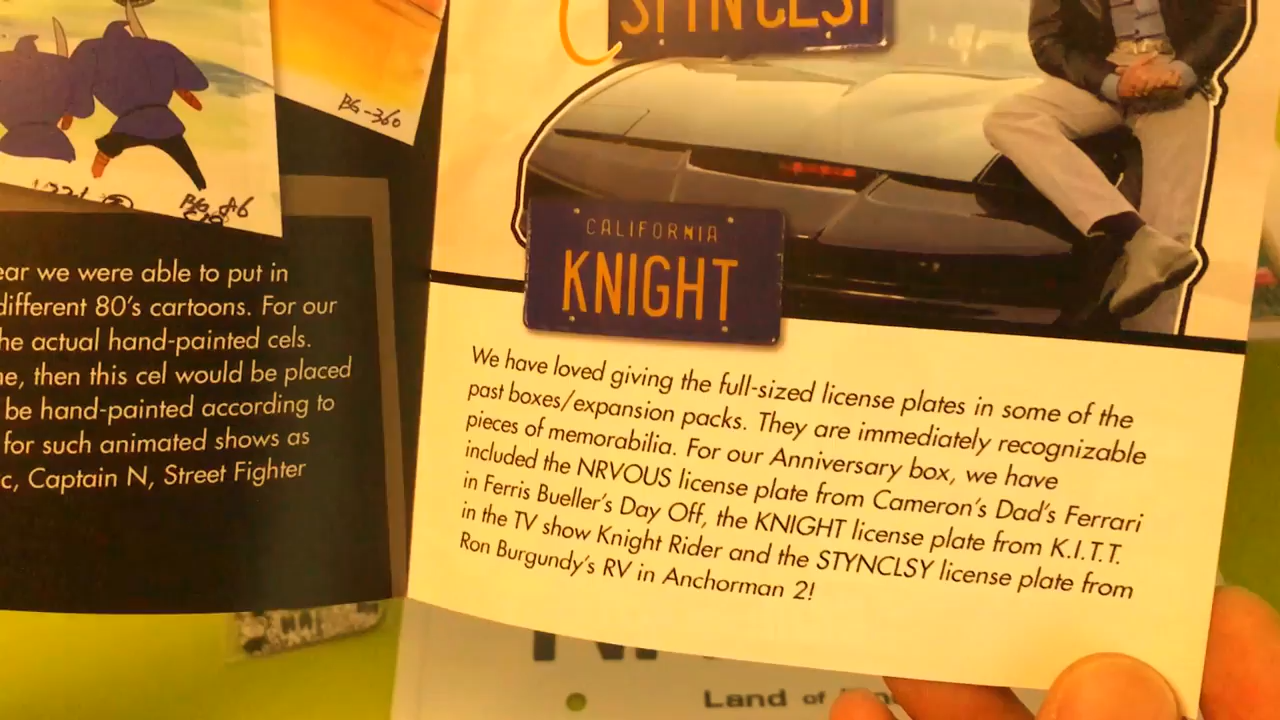 BG-360
BG A6
ear we were able to put in
different 80's cartoons. For our
he actual hand-painted cels.
ne, then this cel would be placed
be hand-painted according to
for such animated shows as
c, Captain N, Street Fighter
CALIFORNIA
KNIGHT
We have loved giving the full-sized license plates in some of the
past boxes/expansion packs. They are immediately recognizable
pieces of memorabilia. For our Anniversary box, we have
included the NRVOUS license plate from Cameron's Dad's Ferrari
in Ferris Bueller's Day Off, the KNIGHT license plate from K.I.T.T.
in the TV show Knight Rider and the STYNCLSY license plate from
Ron Burgundy's RV in Anchorman 2!
Land of